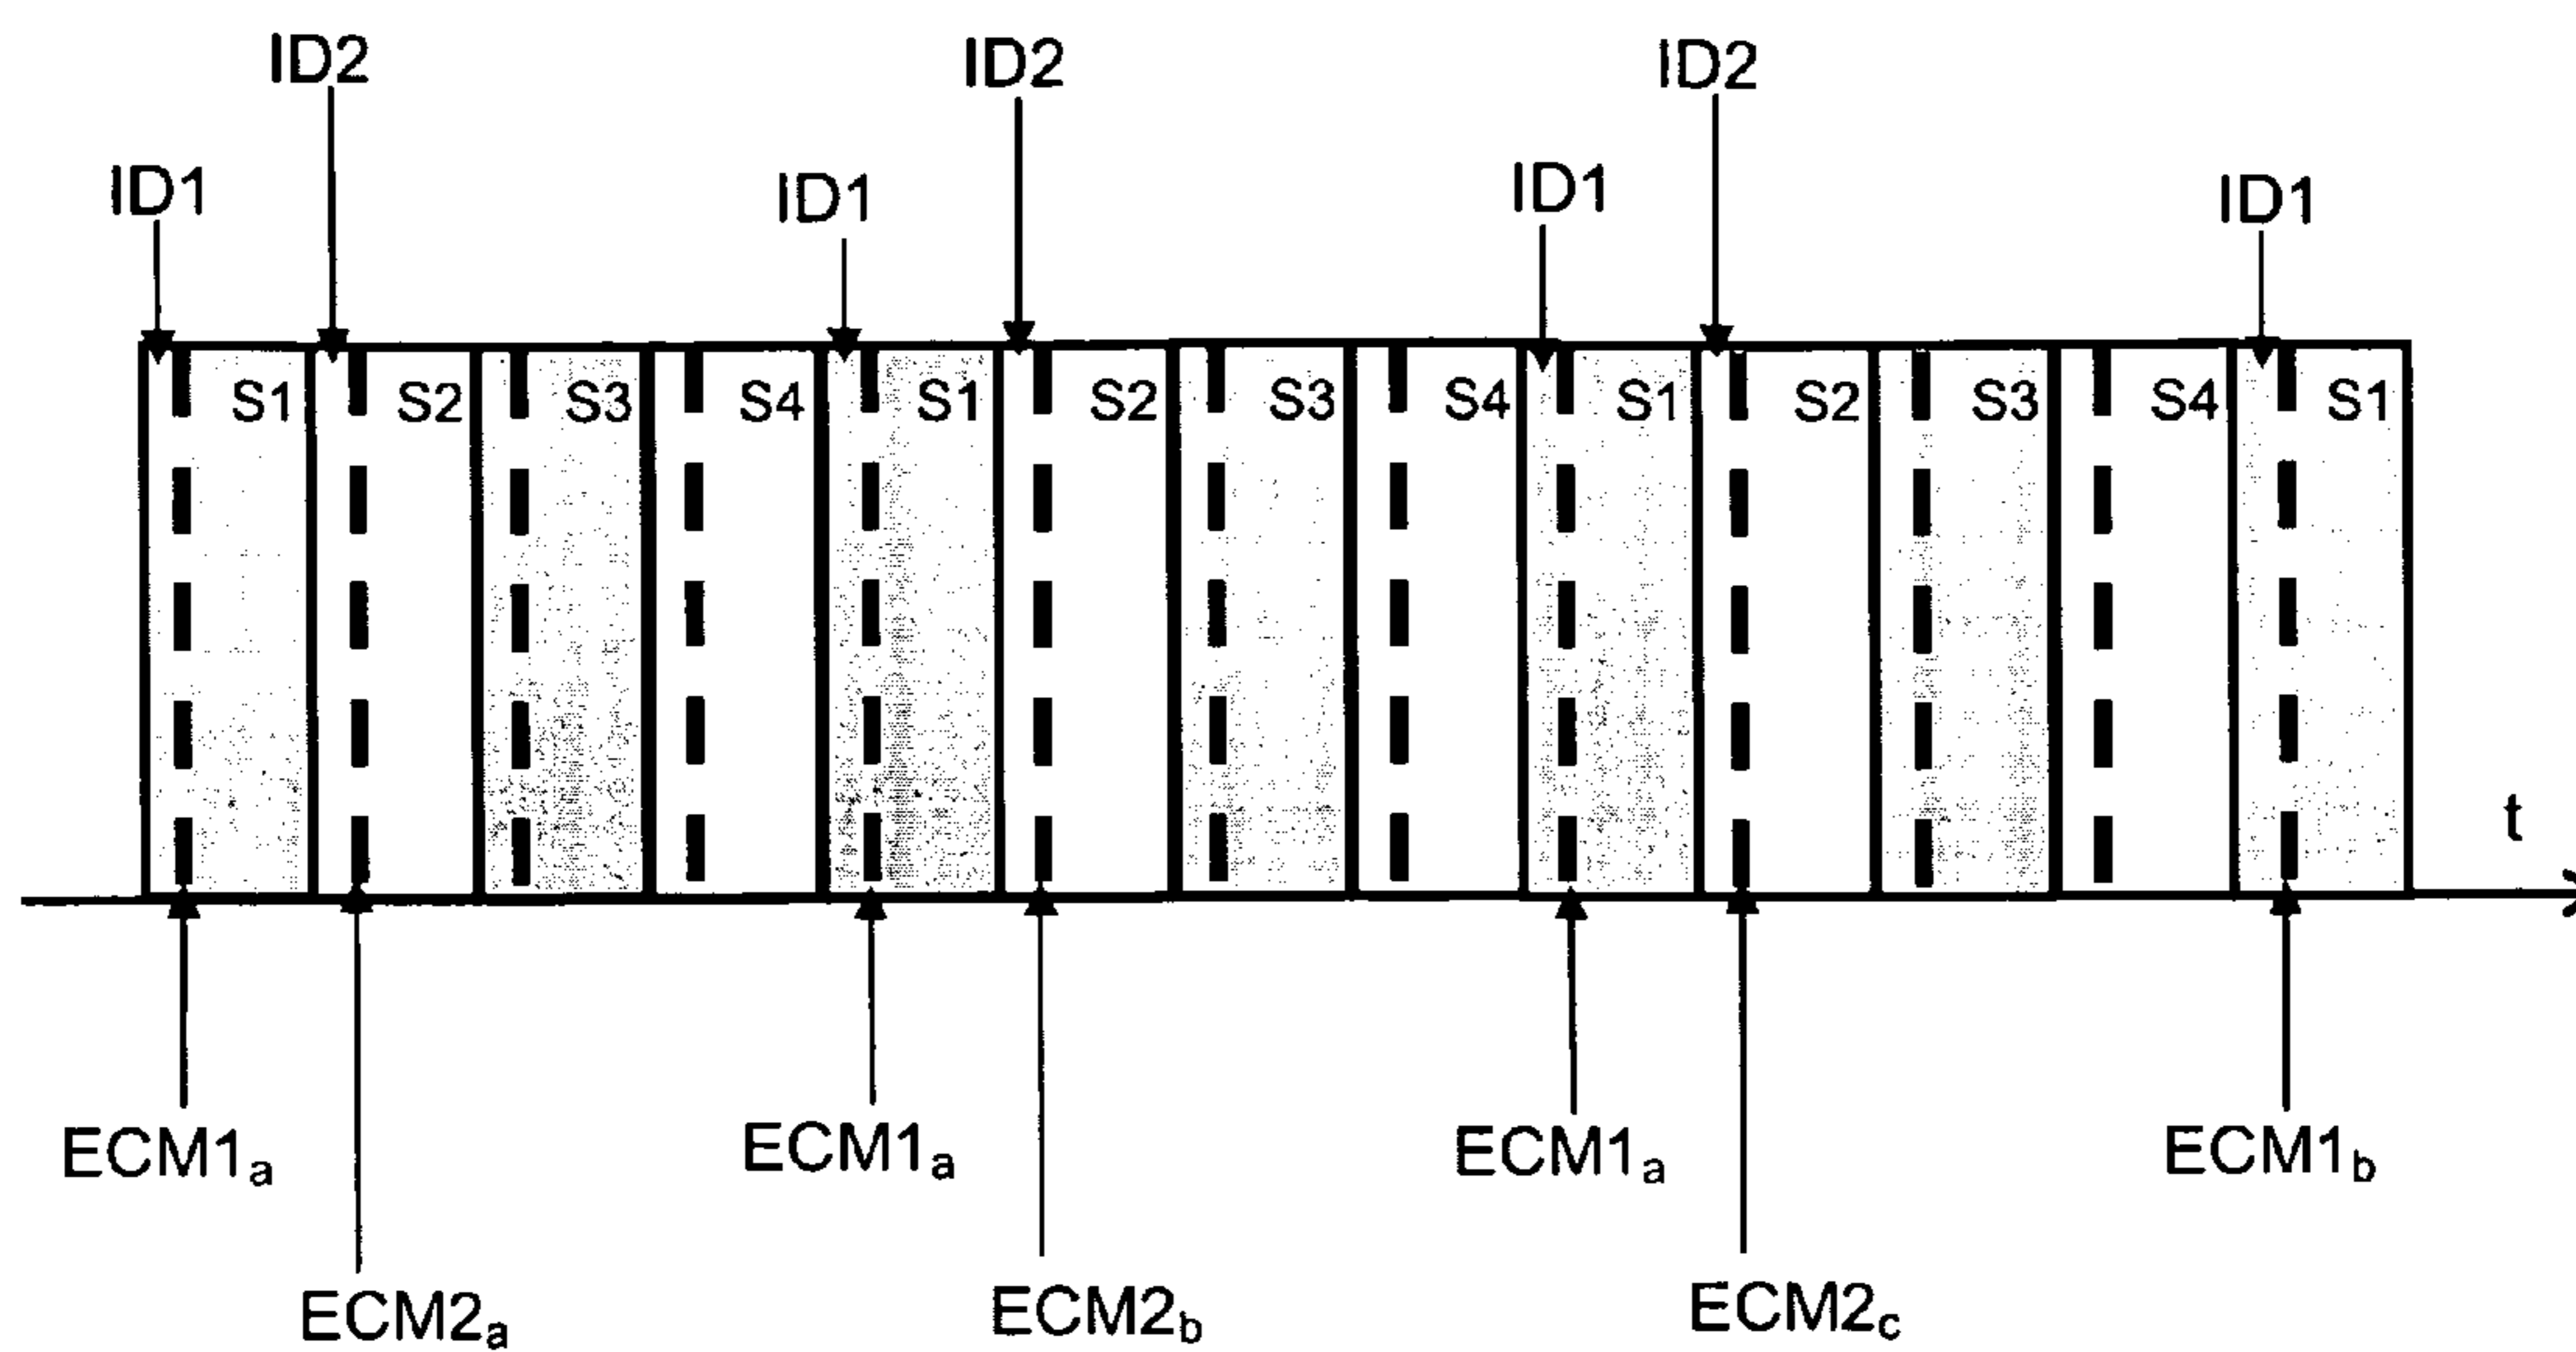 ID2 ID2 ID2
ID1 ID1 ID1 ID1
S1 S2 S3 S4 S1 S2 S3 S4 S1 S2 S3 S4 S1
t
ECM1a ECM1a ECM1a ECM1b
ECM2a ECM2b ECM2c